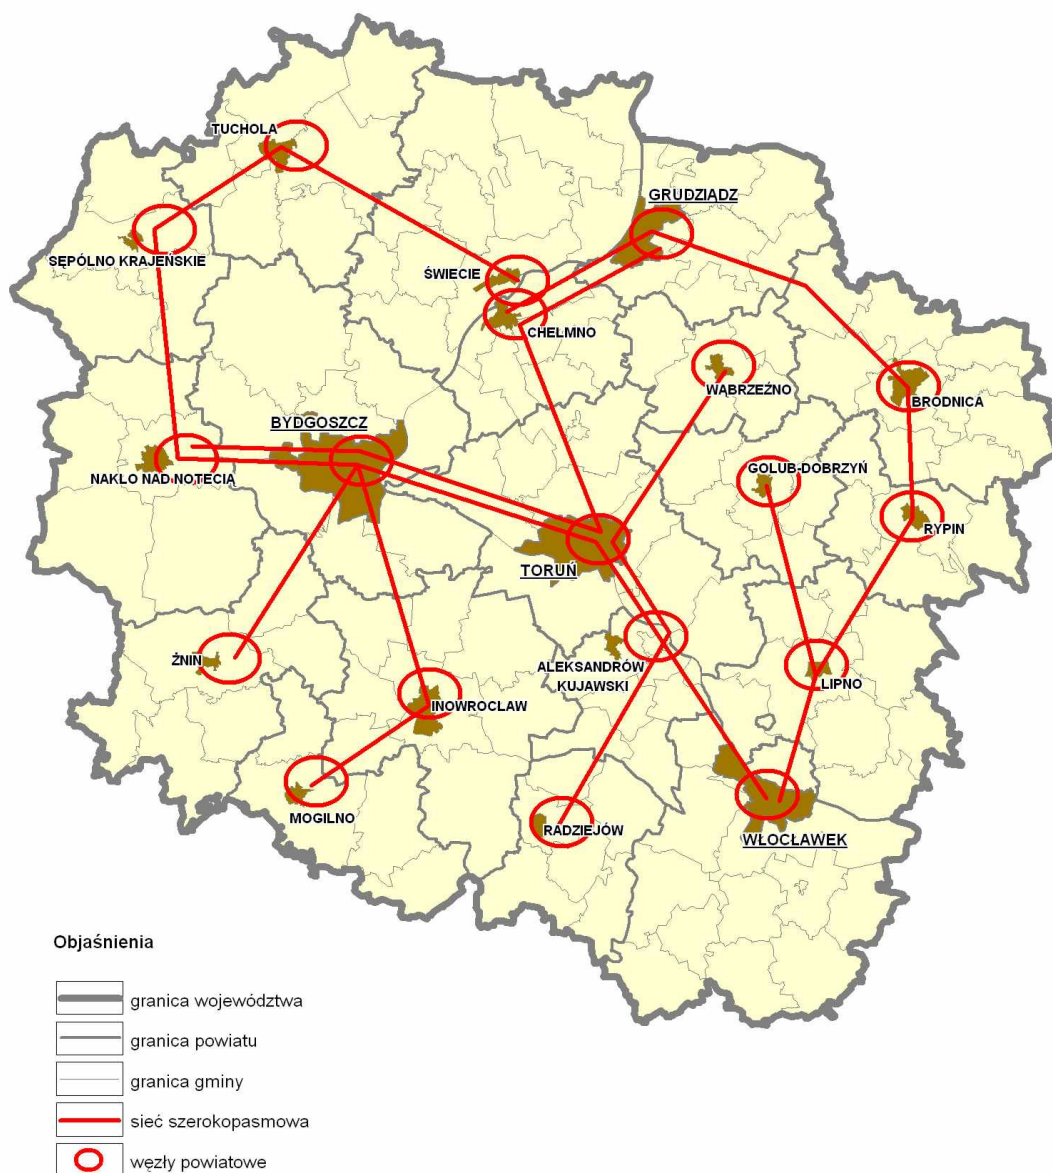 TUCHOLA
GRUDZIĄDZ
SĘPÓLNO KRAJEŃSKIE
ŚWIECIE
CHEŁMNO
WĄBRZEŹNO
BRODNICA
BYDGOSZCZ
GOLUB-DOBRZYŃ
NAKŁO NAD NOTECIĄ
RYPIN
TORUŃ
ŻNIN
ALEKSANDRÓW
KUJAWSKI
LIPNO
INOWROCŁAW
MOGILNO
RADZIEJÓW
WŁOCŁAWEK
Objaśnienia
granica województwa
granica powiatu
granica gminy
sieć szerokopasmowa
węzły powiatowe